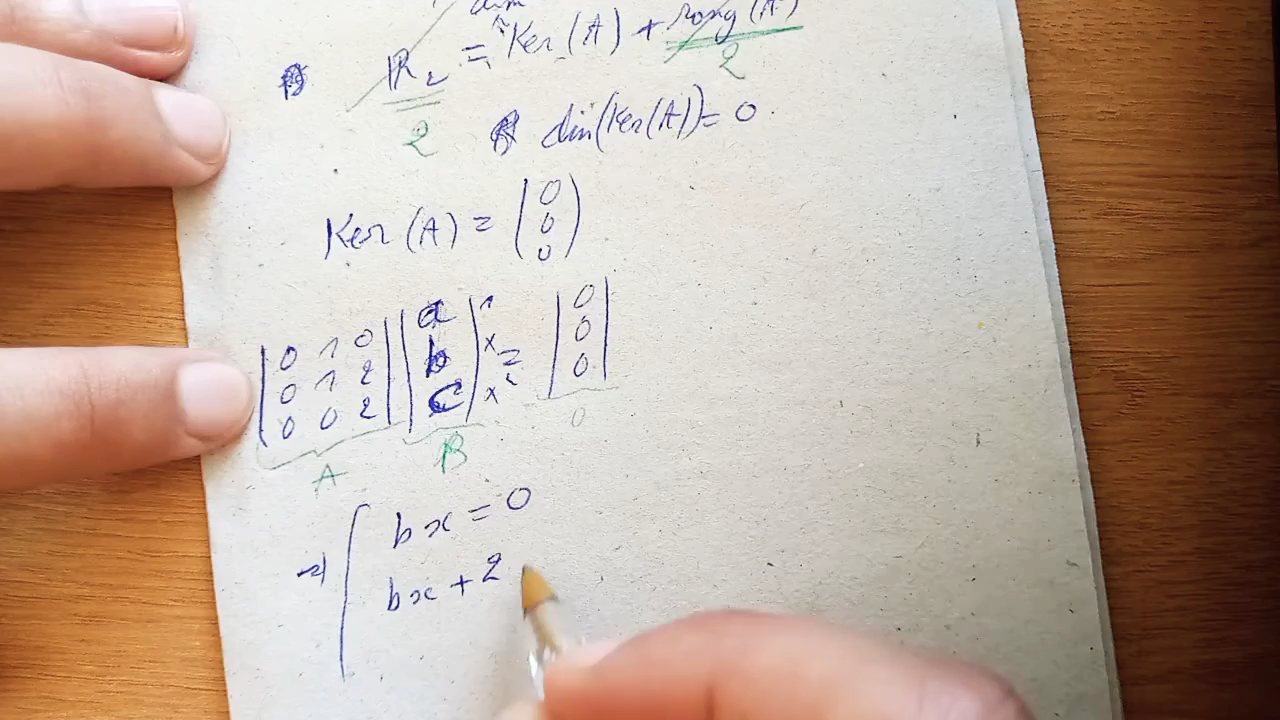 dim
R₂ = Ker(A) + rang(A)
2 2
dim(Ker(A)) = 0.
Ker(A) = (0 0 0)
|0 1 0| |a| 1 |0|
|0 1 2| |b| x = |0|
|0 0 2| |c| x² |0|
A B 0
→ { bx = 0
bx + 2